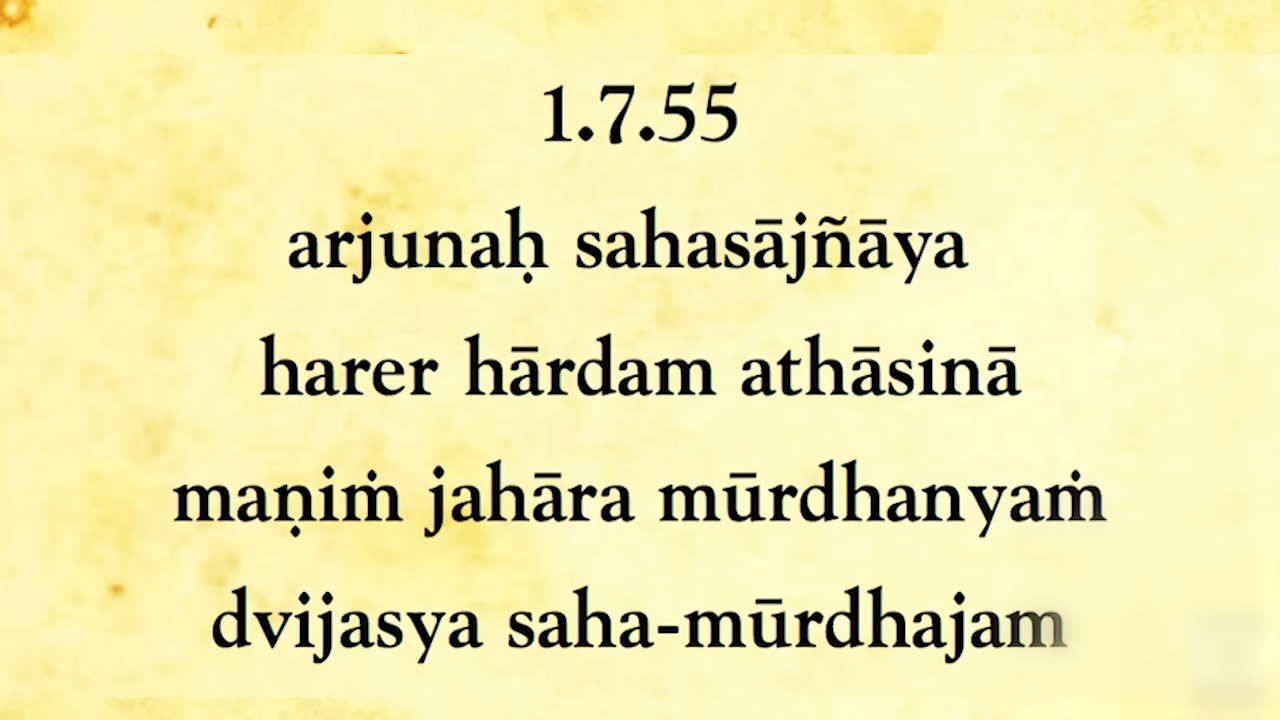 1.7.55
arjunaḥ sahasājñāya
harer hārdam athāsinā
maṇiṁ jahāra mūrdhanyaṁ
dvijasya saha-mūrdhajam